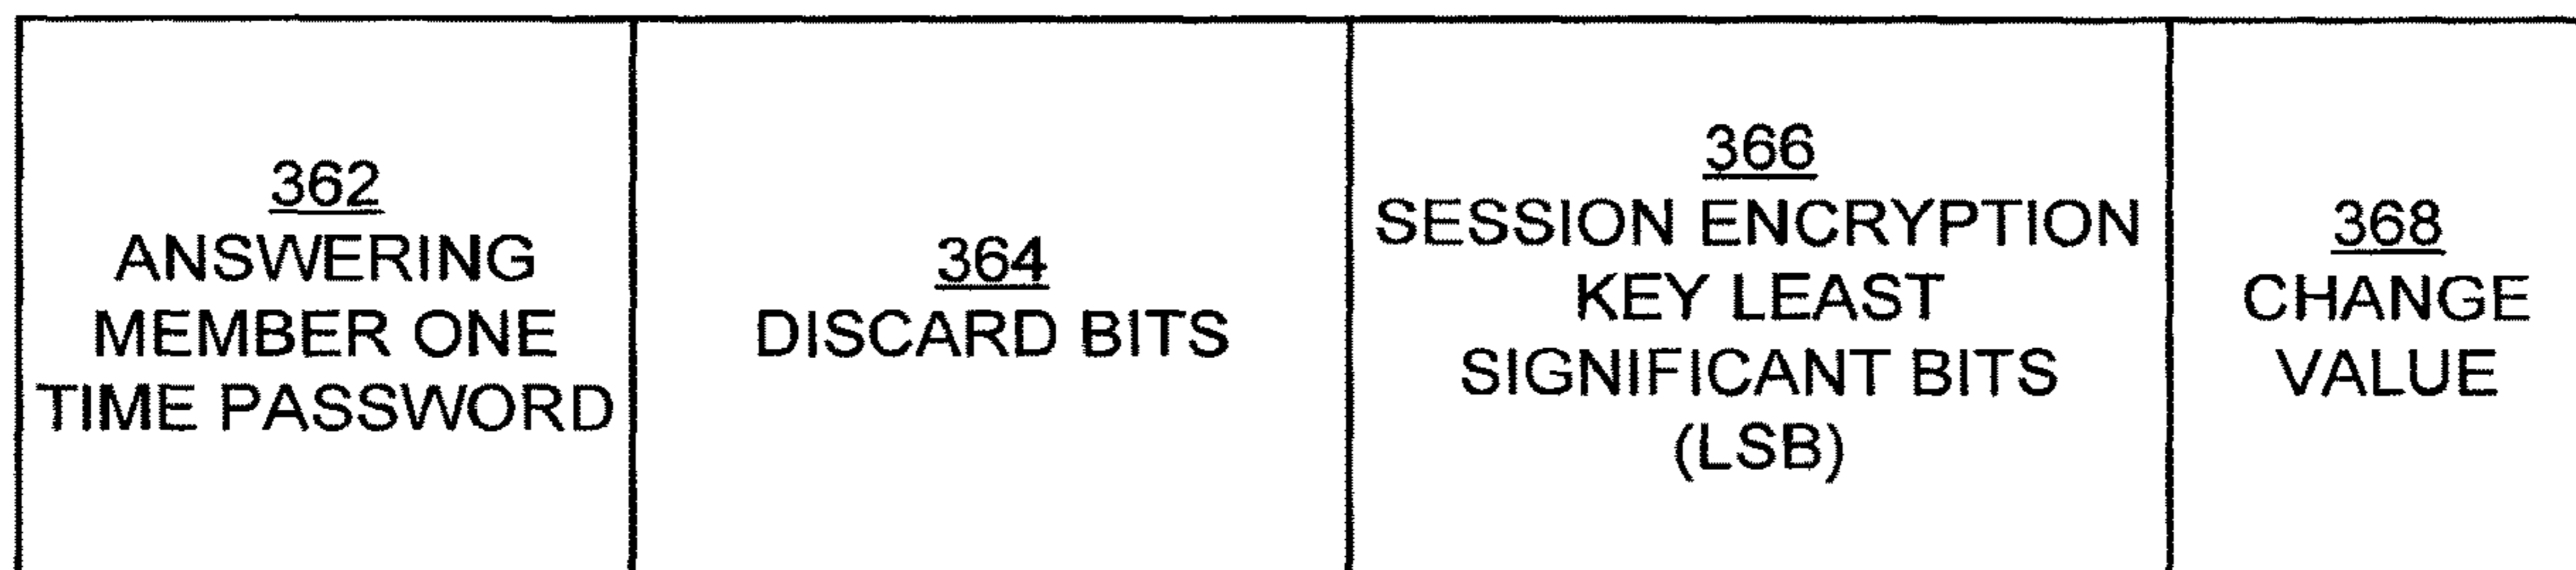 362
ANSWERING
MEMBER ONE
TIME PASSWORD
364
DISCARD BITS
366
SESSION ENCRYPTION
KEY LEAST
SIGNIFICANT BITS
(LSB)
368
CHANGE
VALUE